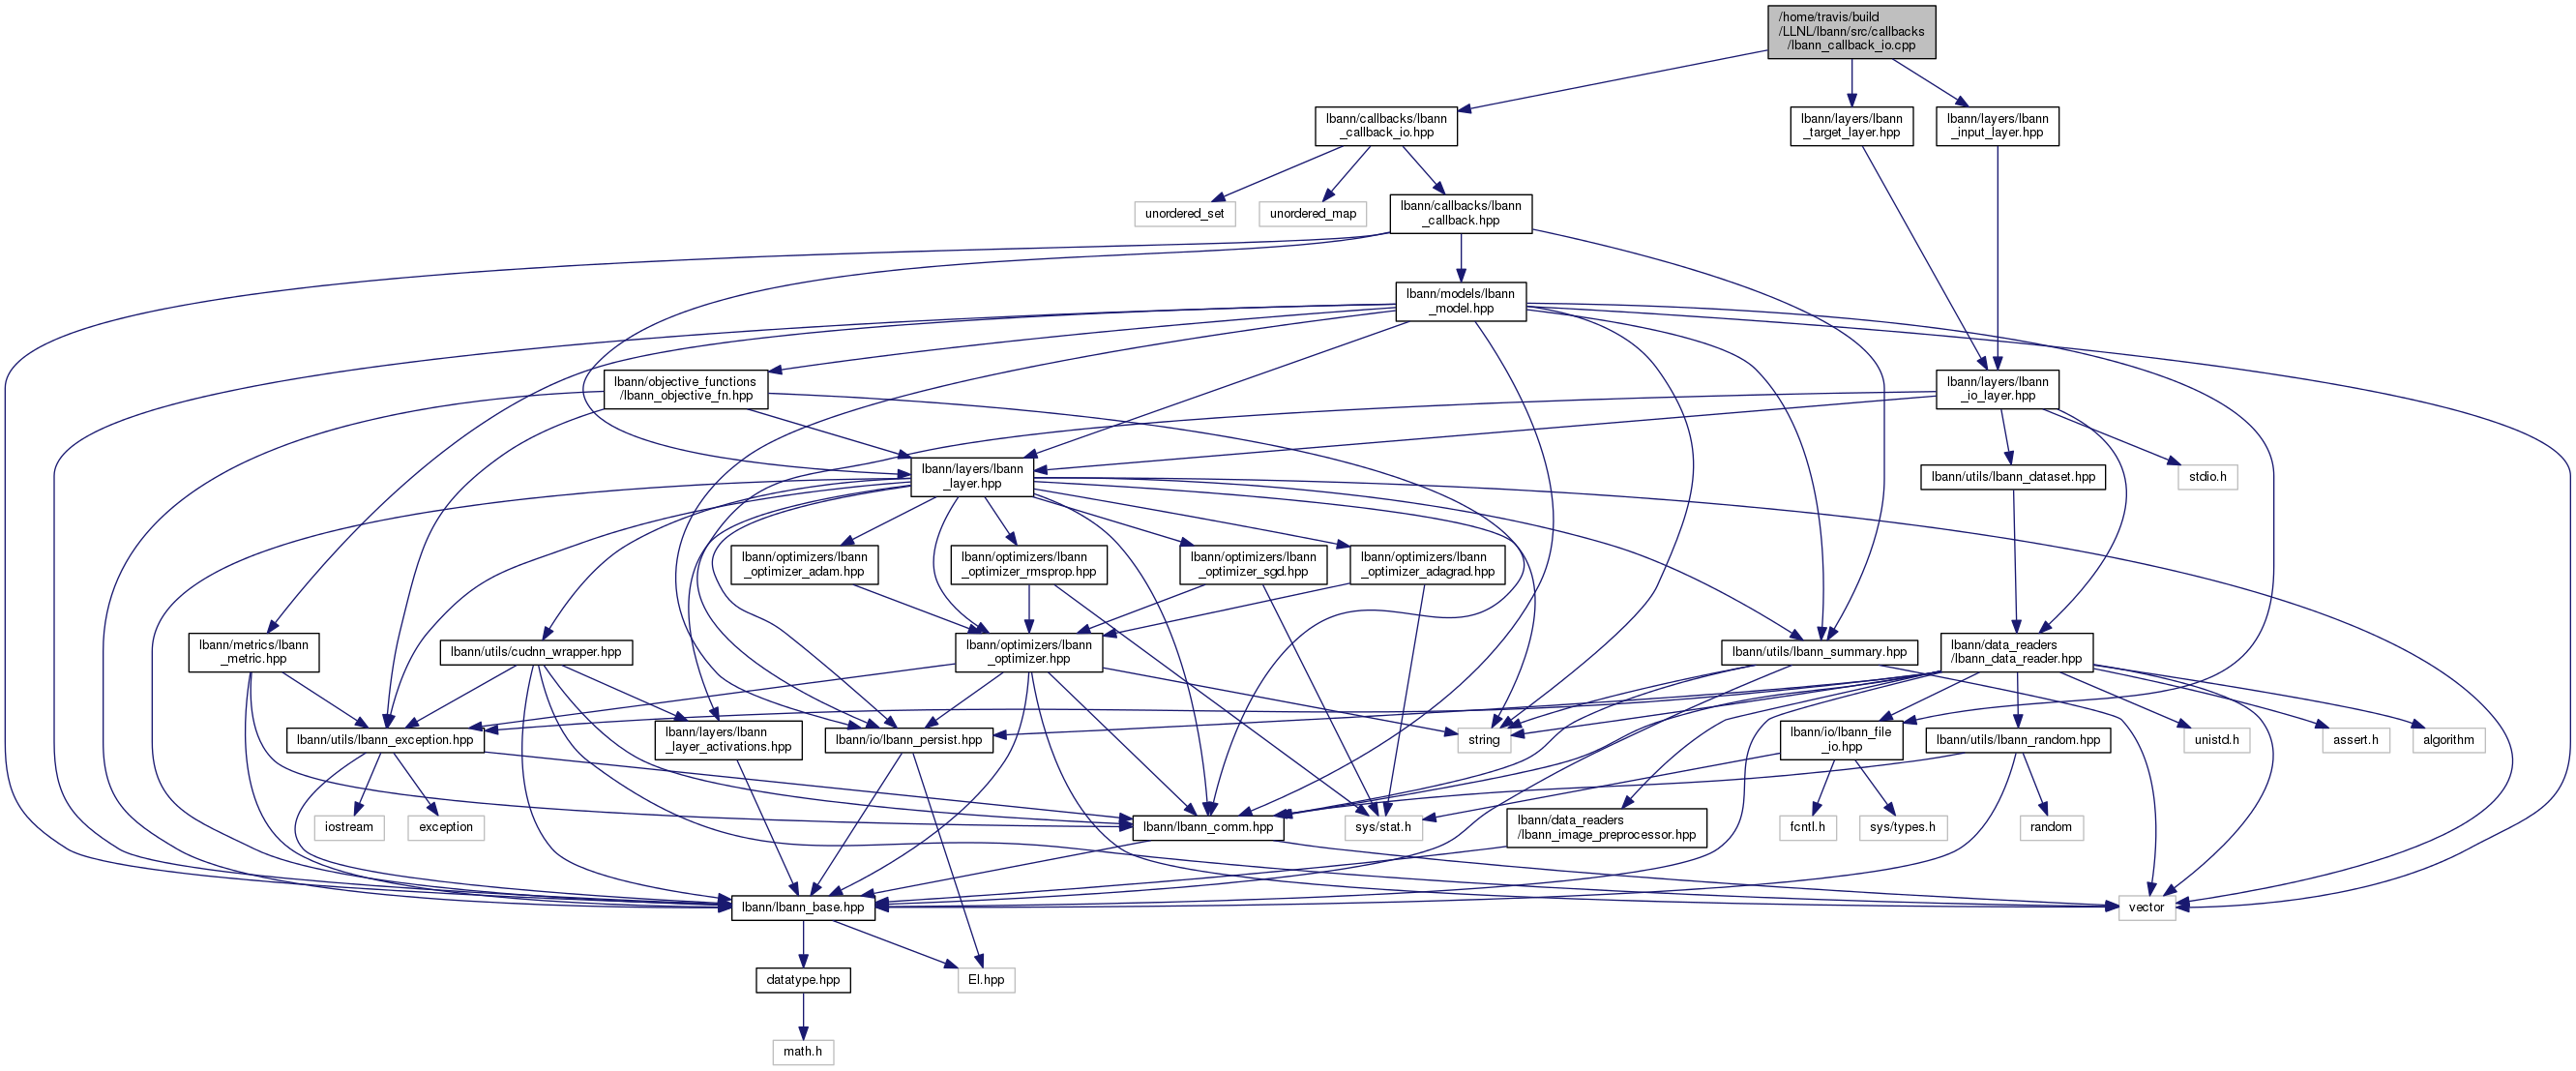 /home/travis/build
/LLNL/lbann/src/callbacks
/lbann_callback_io.cpp
lbann/callbacks/lbann
_callback_io.hpp
lbann/layers/lbann
_target_layer.hpp
lbann/layers/lbann
_input_layer.hpp
unordered_set
unordered_map
lbann/callbacks/lbann
_callback.hpp
lbann/models/lbann
_model.hpp
lbann/objective_functions
/lbann_objective_fn.hpp
lbann/layers/lbann
_io_layer.hpp
lbann/layers/lbann
_layer.hpp
lbann/utils/lbann_dataset.hpp
stdio.h
lbann/optimizers/lbann
_optimizer_adam.hpp
lbann/optimizers/lbann
_optimizer_rmsprop.hpp
lbann/optimizers/lbann
_optimizer_sgd.hpp
lbann/optimizers/lbann
_optimizer_adagrad.hpp
lbann/metrics/lbann
_metric.hpp
lbann/utils/cudnn_wrapper.hpp
lbann/optimizers/lbann
_optimizer.hpp
lbann/utils/lbann_summary.hpp
lbann/data_readers
/lbann_data_reader.hpp
lbann/utils/lbann_exception.hpp
lbann/layers/lbann
_layer_activations.hpp
lbann/io/lbann_persist.hpp
string
lbann/io/lbann_file
_io.hpp
lbann/utils/lbann_random.hpp
unistd.h
assert.h
algorithm
iostream
exception
lbann/lbann_comm.hpp
sys/stat.h
lbann/data_readers
/lbann_image_preprocessor.hpp
fcntl.h
sys/types.h
random
lbann/lbann_base.hpp
vector
datatype.hpp
El.hpp
math.h